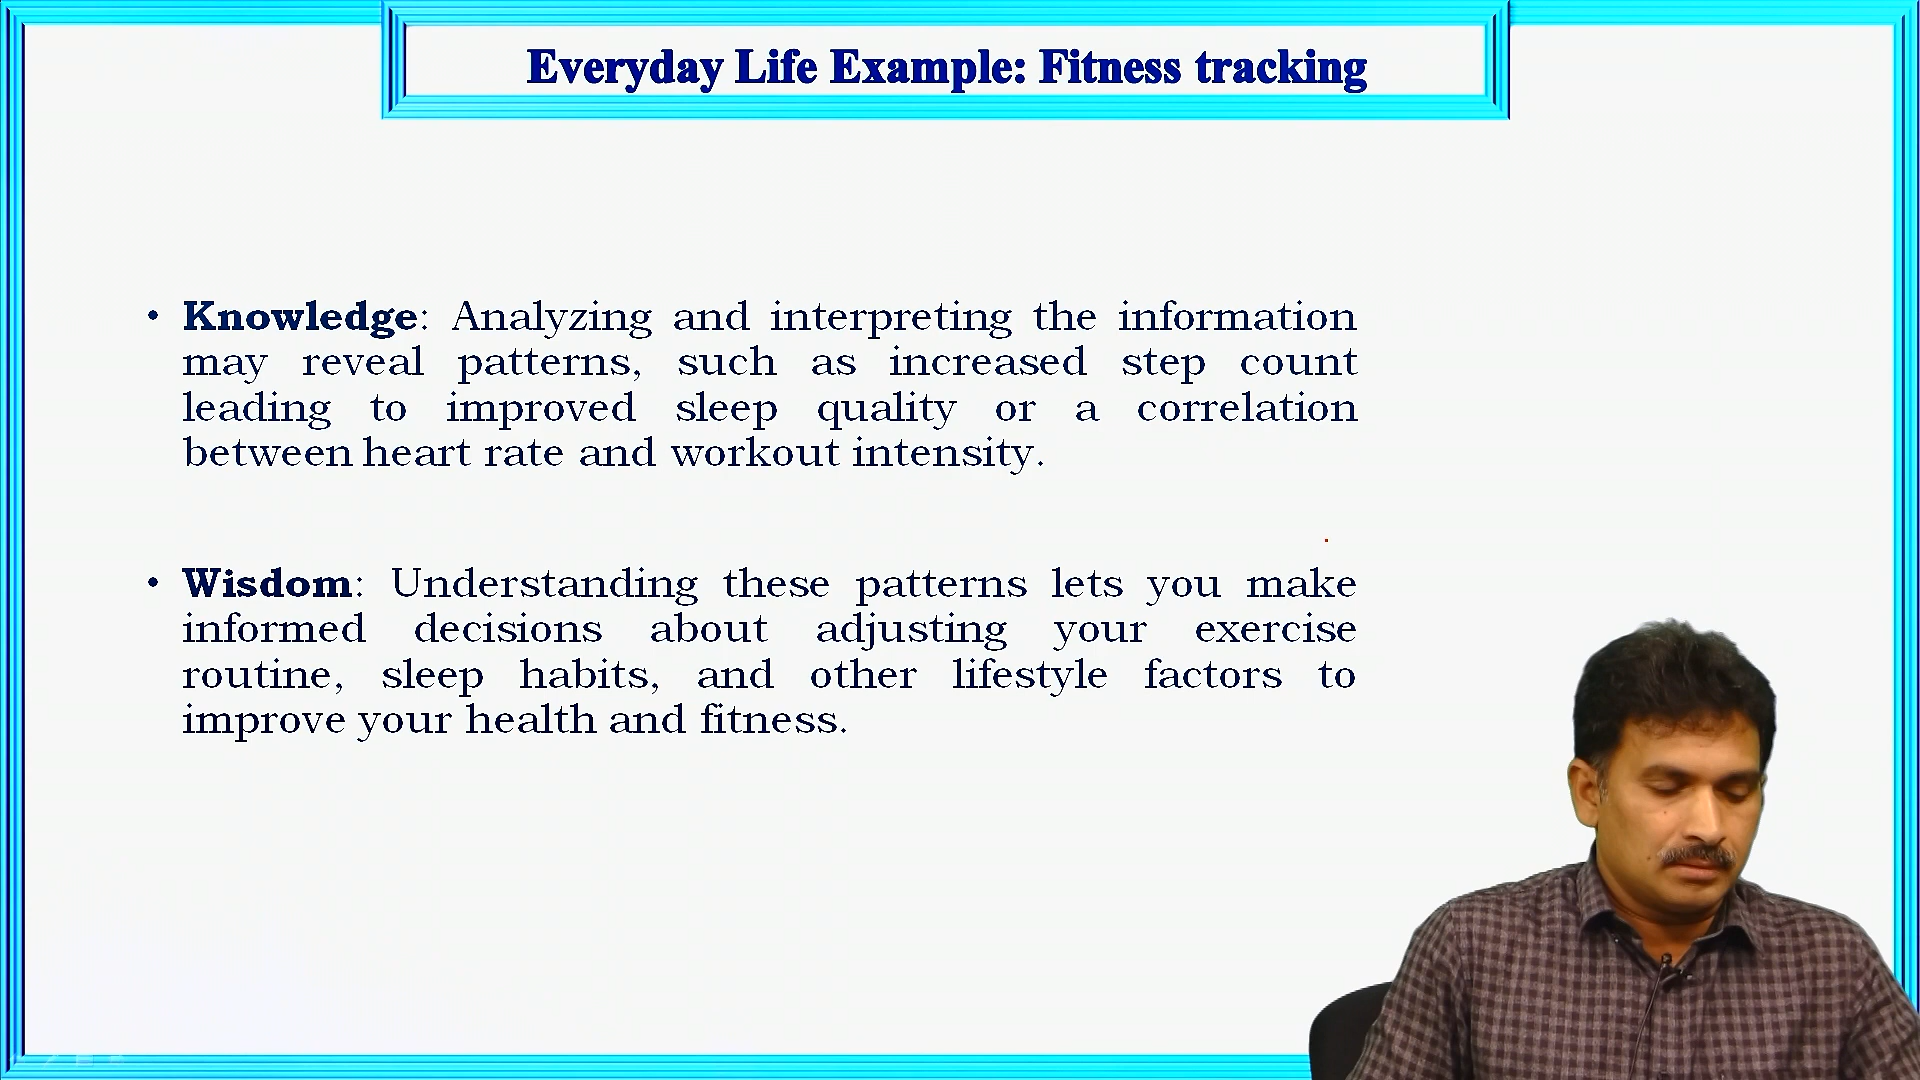 Everyday Life Example: Fitness tracking
• Knowledge: Analyzing and interpreting the information
may reveal patterns, such as increased step count
leading to improved sleep quality or a correlation
between heart rate and workout intensity.
• Wisdom: Understanding these patterns lets you make
informed decisions about adjusting your exercise
routine, sleep habits, and other lifestyle factors to
improve your health and fitness.